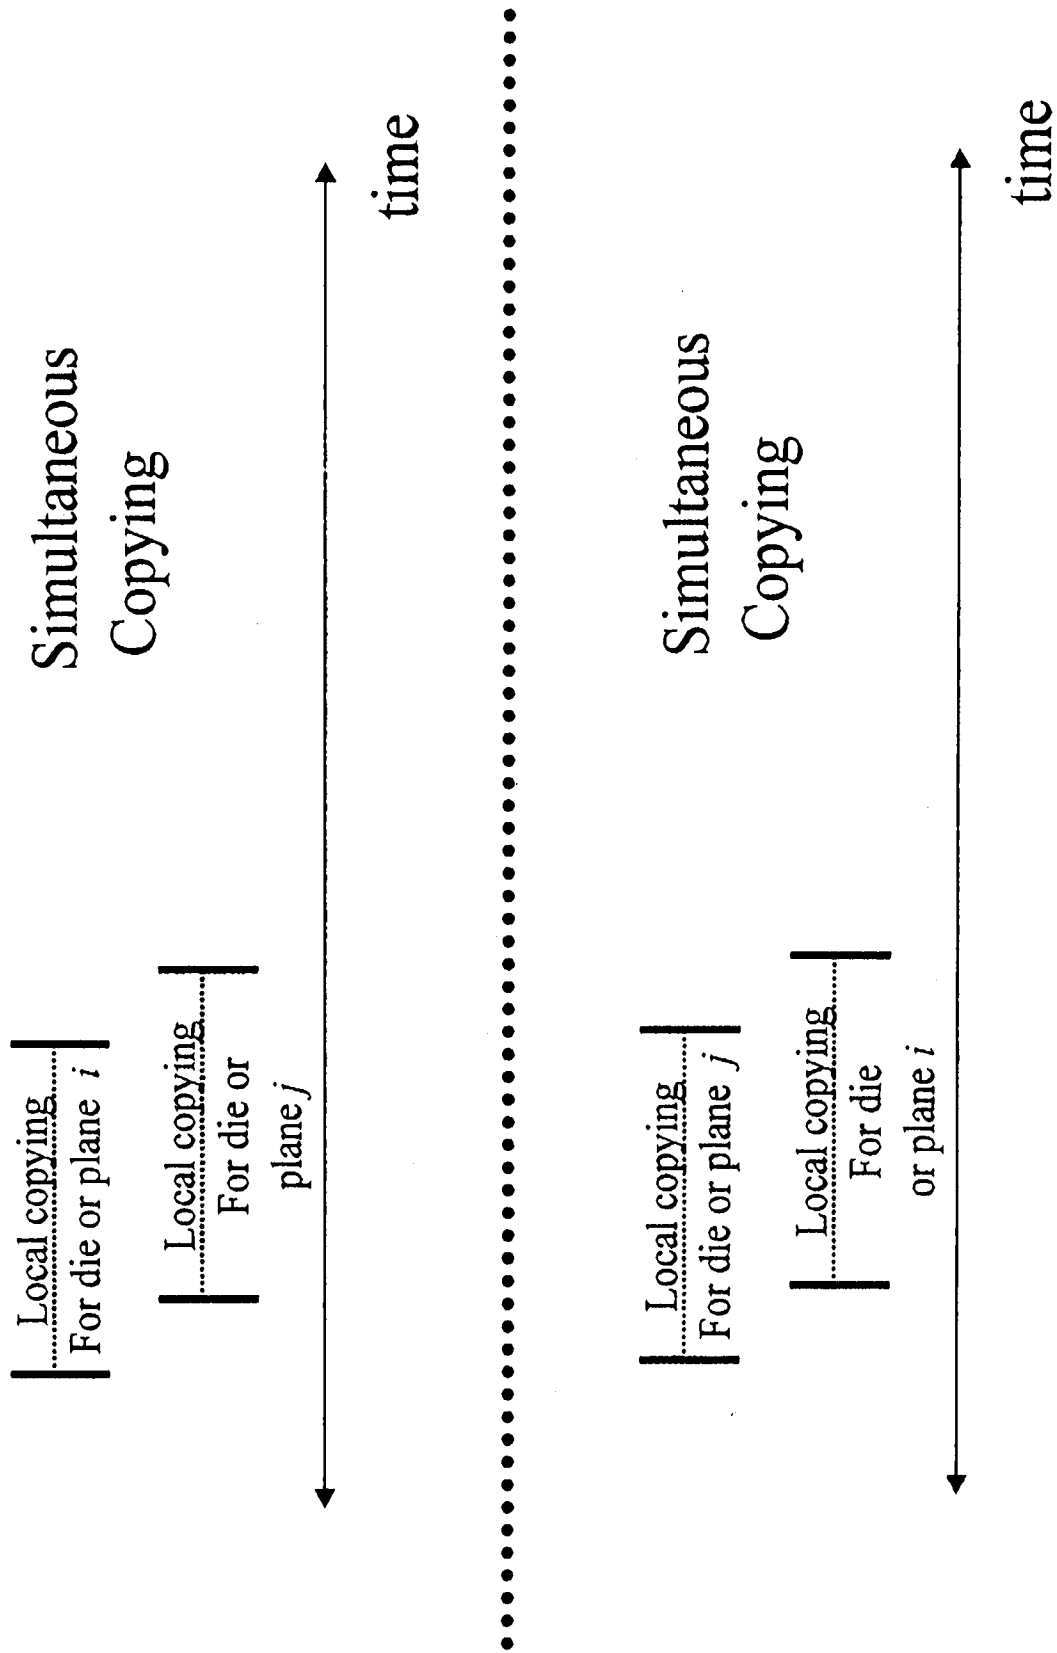 Local copying
For die or plane i
Local copying
For die or
plane j
Simultaneous
Copying
time
Local copying
For die or plane j
Local copying
For die
or plane i
Simultaneous
Copying
time